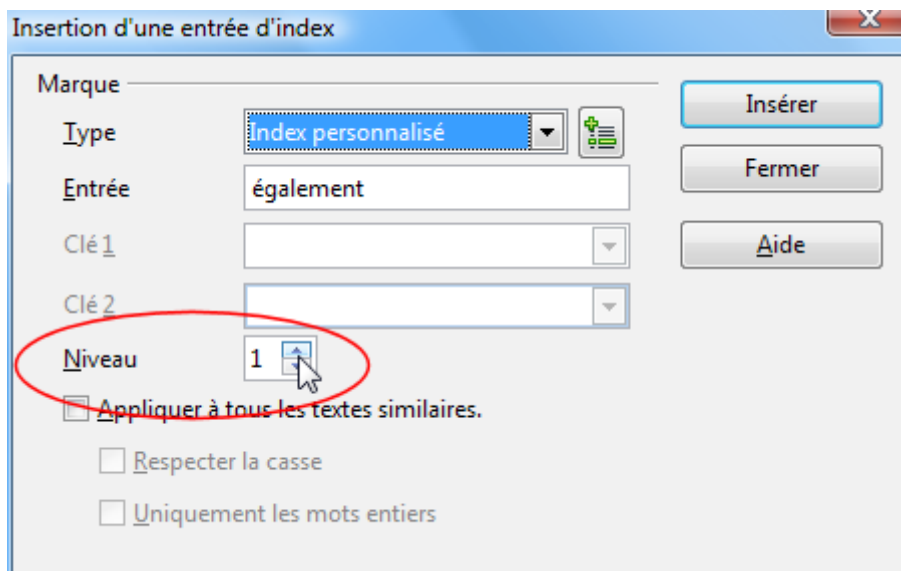 Insertion d'une entrée d'index
Marque
Type Index personnalisé
Entrée également
Clé 1
Clé 2
Niveau 1
Appliquer à tous les textes similaires.
Respecter la casse
Uniquement les mots entiers
Insérer
Fermer
Aide